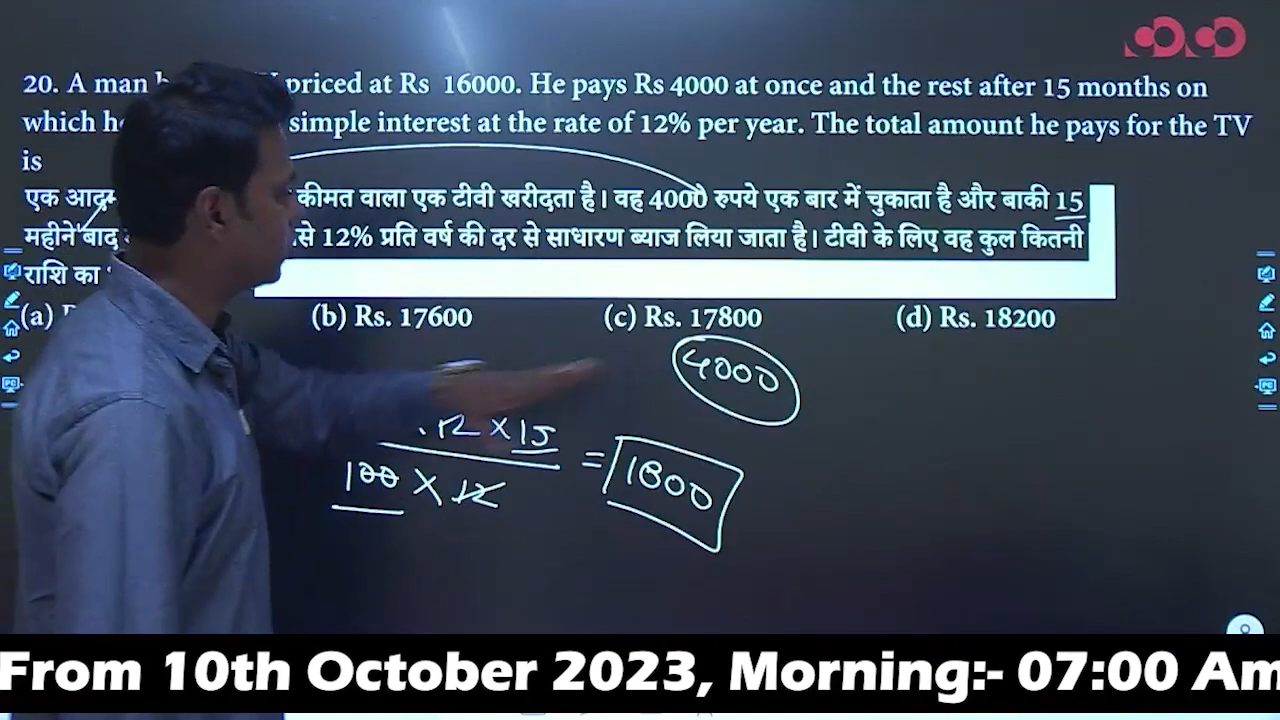 20. A man priced at Rs 16000. He pays Rs 4000 at once and the rest after 15 months on
which simple interest at the rate of 12% per year. The total amount he pays for the TV
is
एक कीमत वाला एक टीवी खरीदता है। वह 4000 रुपये एक बार में चुकाता है और बाकी 15
महीने बाद से 12% प्रति वर्ष की दर से साधारण ब्याज लिया जाता है। टीवी के लिए वह कुल कितनी
राशि का
(a) (b) Rs. 17600 (c) Rs. 17800 (d) Rs. 18200
4000
12 × 15
100 × 12 = 1800
From 10th October 2023, Morning:- 07:00 Am